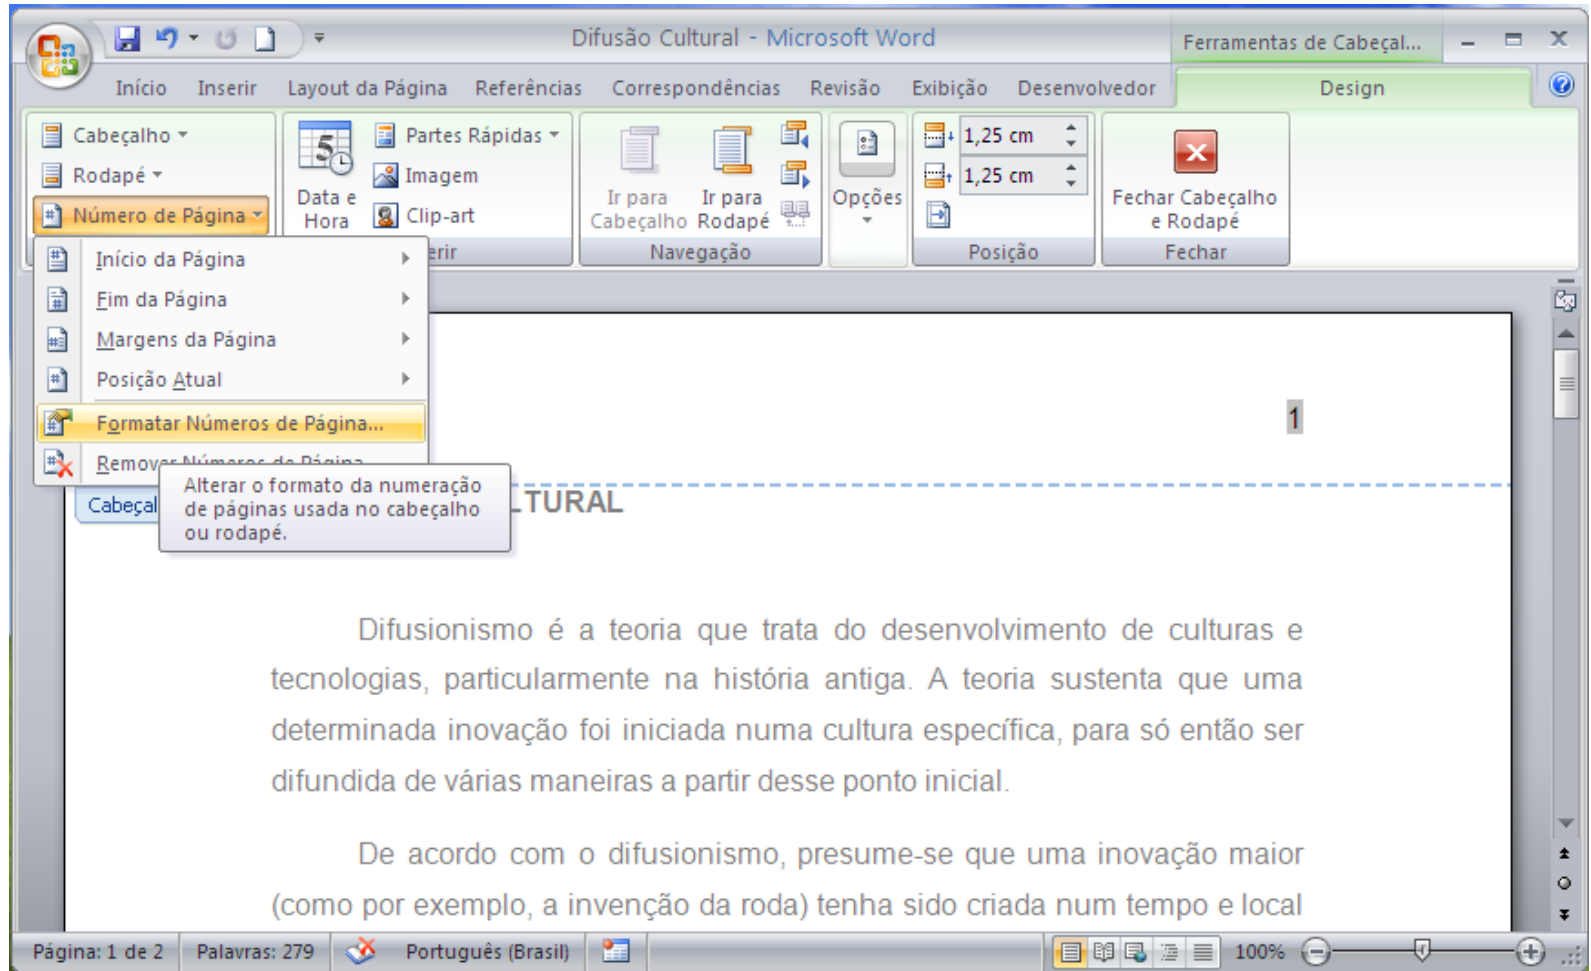 Difusão Cultural - Microsoft Word
Ferramentas de Cabeçal...
Início Inserir Layout da Página Referências Correspondências Revisão Exibição Desenvolvedor Design
Cabeçalho
Rodapé
Número de Página
Data e
Hora
Partes Rápidas
Imagem
Clip-art
erir
Ir para
Cabeçalho
Ir para
Rodapé
Navegação
Opções
1,25 cm
1,25 cm
Posição
Fechar Cabeçalho
e Rodapé
Fechar
Início da Página
Fim da Página
Margens da Página
Posição Atual
Formatar Números de Página...
Remover Números de Página
Alterar o formato da numeração
de páginas usada no cabeçalho
ou rodapé.
Cabeçal
1
LTURAL
Difusionismo é a teoria que trata do desenvolvimento de culturas e
tecnologias, particularmente na história antiga. A teoria sustenta que uma
determinada inovação foi iniciada numa cultura específica, para só então ser
difundida de várias maneiras a partir desse ponto inicial.
De acordo com o difusionismo, presume-se que uma inovação maior
(como por exemplo, a invenção da roda) tenha sido criada num tempo e local
Página: 1 de 2 Palavras: 279 Português (Brasil) 100%